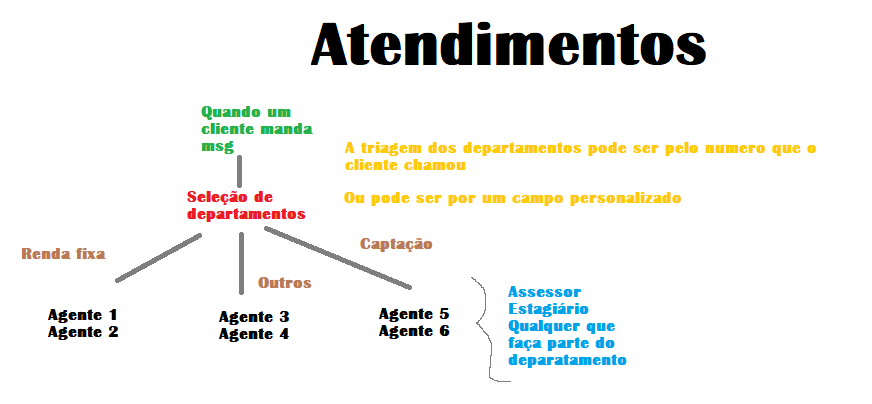 Atendimentos
Quando um
cliente manda
msg
A triagem dos departamentos pode ser pelo numero que o
cliente chamou
Ou pode ser por um campo personalizado
Seleção de
departamentos
Renda fixa
Outros
Captação
Agente 1
Agente 2
Agente 3
Agente 4
Agente 5
Agente 6
Assessor
Estagiário
Qualquer que
faça parte do
deparatamento